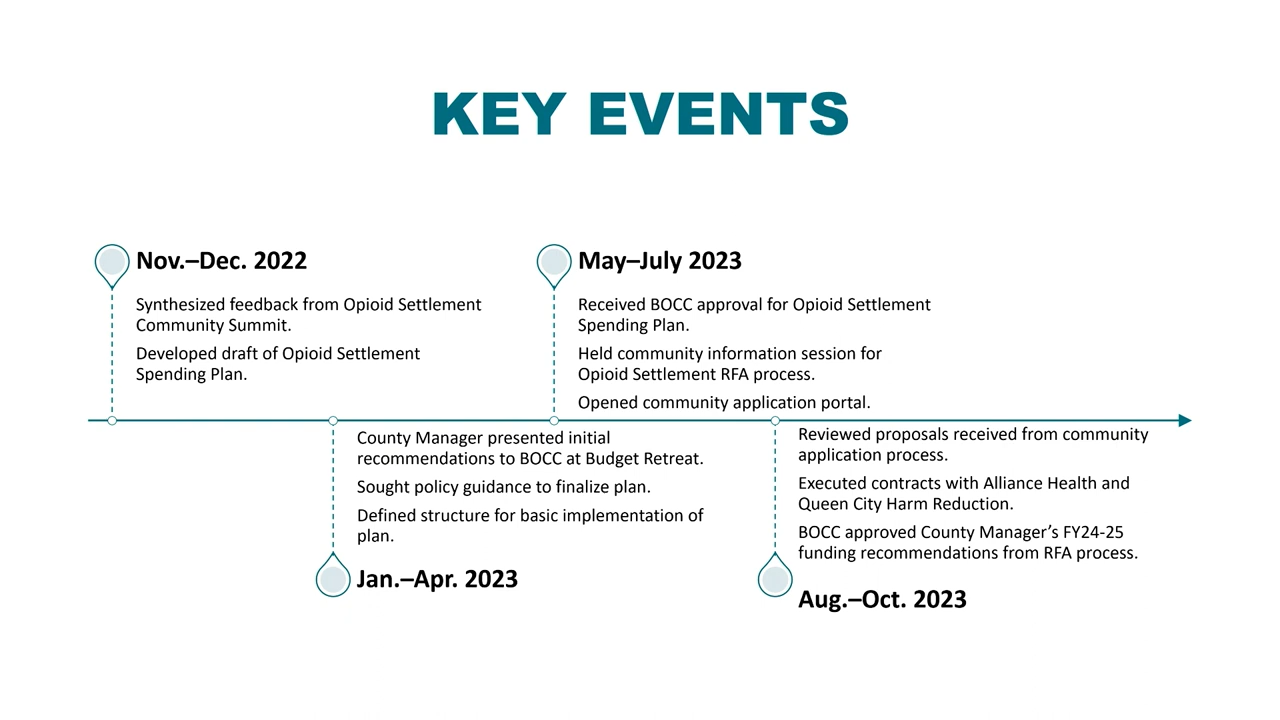 KEY EVENTS
Nov.–Dec. 2022
Synthesized feedback from Opioid Settlement
Community Summit.
Developed draft of Opioid Settlement
Spending Plan.
County Manager presented initial
recommendations to BOCC at Budget Retreat.
Sought policy guidance to finalize plan.
Defined structure for basic implementation of
plan.
Jan.–Apr. 2023
May–July 2023
Received BOCC approval for Opioid Settlement
Spending Plan.
Held community information session for
Opioid Settlement RFA process.
Opened community application portal.
Reviewed proposals received from community
application process.
Executed contracts with Alliance Health and
Queen City Harm Reduction.
BOCC approved County Manager’s FY24-25
funding recommendations from RFA process.
Aug.–Oct. 2023